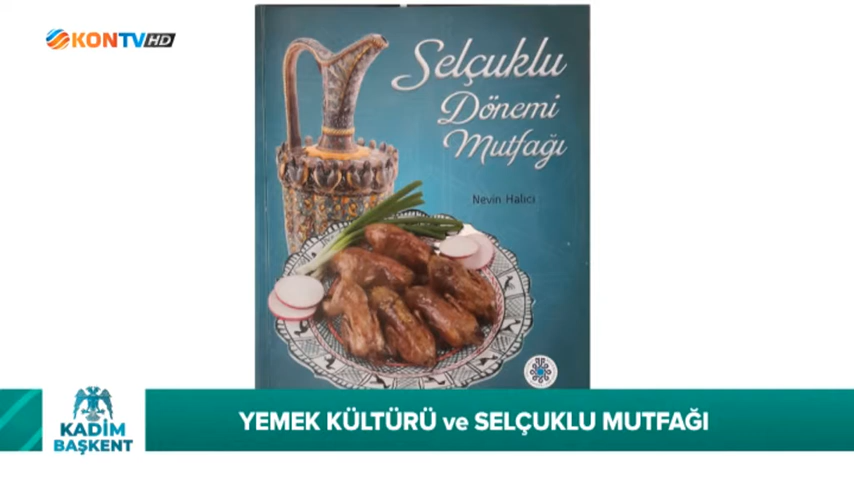 KONTV HD
Selçuklu
Dönemi
Mutfağı
Nevin Halıcı
KADİM
BAŞKENT
YEMEK KÜLTÜRÜ ve SELÇUKLU MUTFAĞI